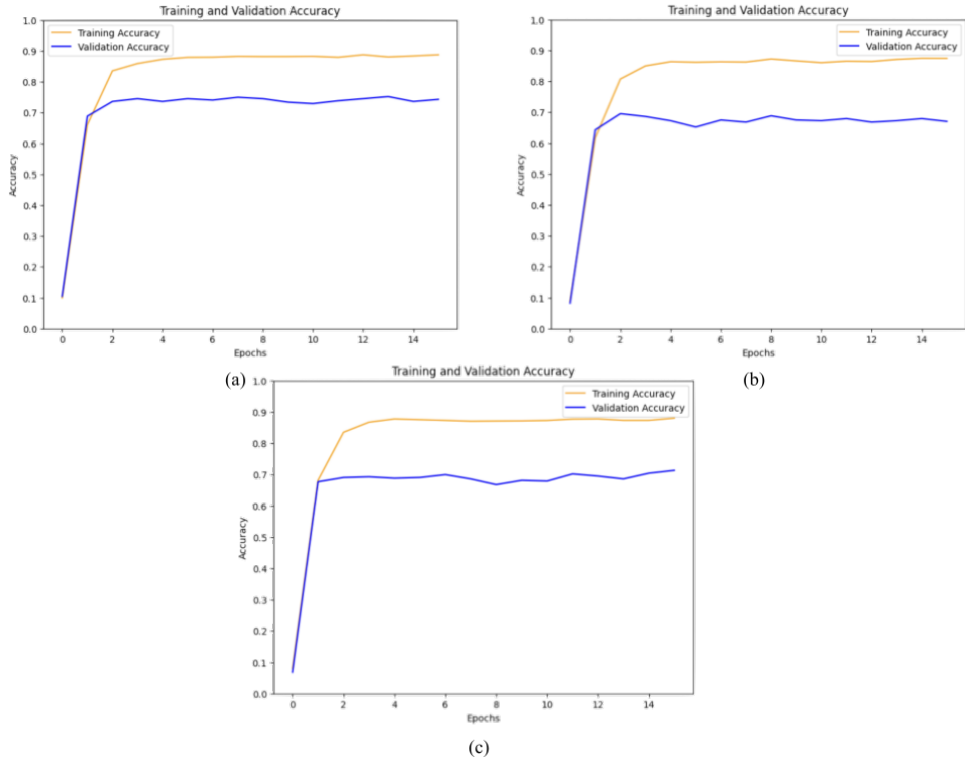 Training and Validation Accuracy
Training Accuracy
Validation Accuracy
Accuracy
1.0
0.9
0.8
0.7
0.6
0.5
0.4
0.3
0.2
0.1
0.0
0 2 4 6 8 10 12 14
Epochs
(a)
Training and Validation Accuracy
Training Accuracy
Validation Accuracy
Accuracy
1.0
0.9
0.8
0.7
0.6
0.5
0.4
0.3
0.2
0.1
0.0
0 2 4 6 8 10 12 14
Epochs
(b)
Training and Validation Accuracy
Training Accuracy
Validation Accuracy
Accuracy
1.0
0.9
0.8
0.7
0.6
0.5
0.4
0.3
0.2
0.1
0.0
0 2 4 6 8 10 12 14
Epochs
(c)